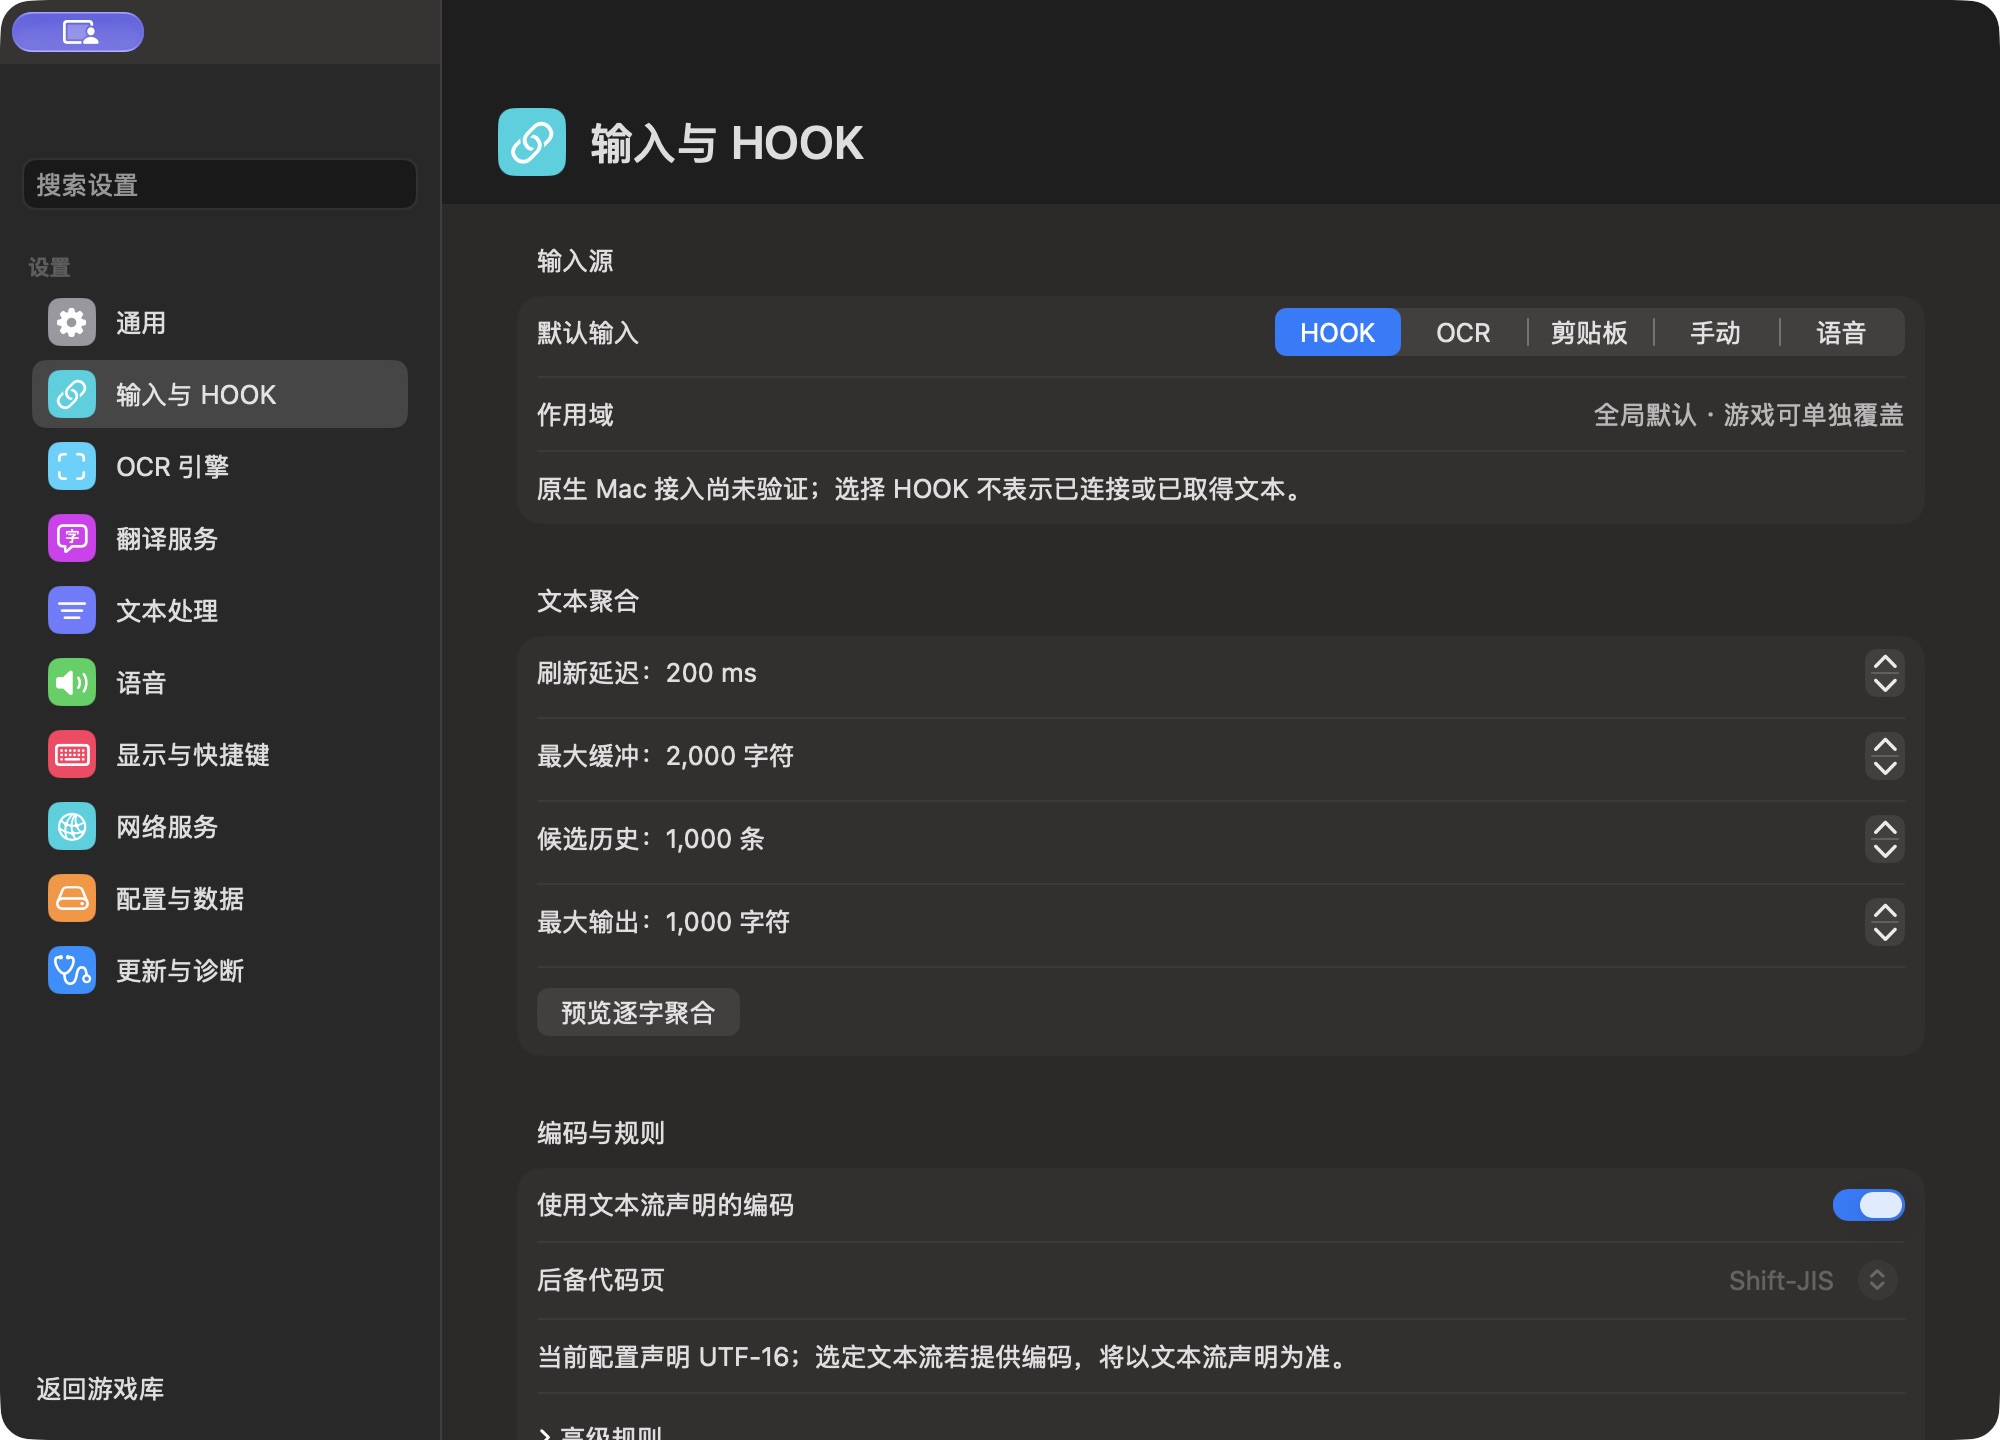 搜索设置
设置
通用
输入与 HOOK
OCR 引擎
字
翻译服务
文本处理
语音
显示与快捷键
网络服务
配置与数据
更新与诊断
返回游戏库
输入与 HOOK
输入源
默认输入 HOOK OCR 剪贴板 手动 语音
作用域 全局默认 · 游戏可单独覆盖
原生 Mac 接入尚未验证；选择 HOOK 不表示已连接或已取得文本。
文本聚合
刷新延迟：200 ms
最大缓冲：2,000 字符
候选历史：1,000 条
最大输出：1,000 字符
预览逐字聚合
编码与规则
使用文本流声明的编码
后备代码页 Shift-JIS
当前配置声明 UTF-16；选定文本流若提供编码，将以文本流声明为准。
高级规则